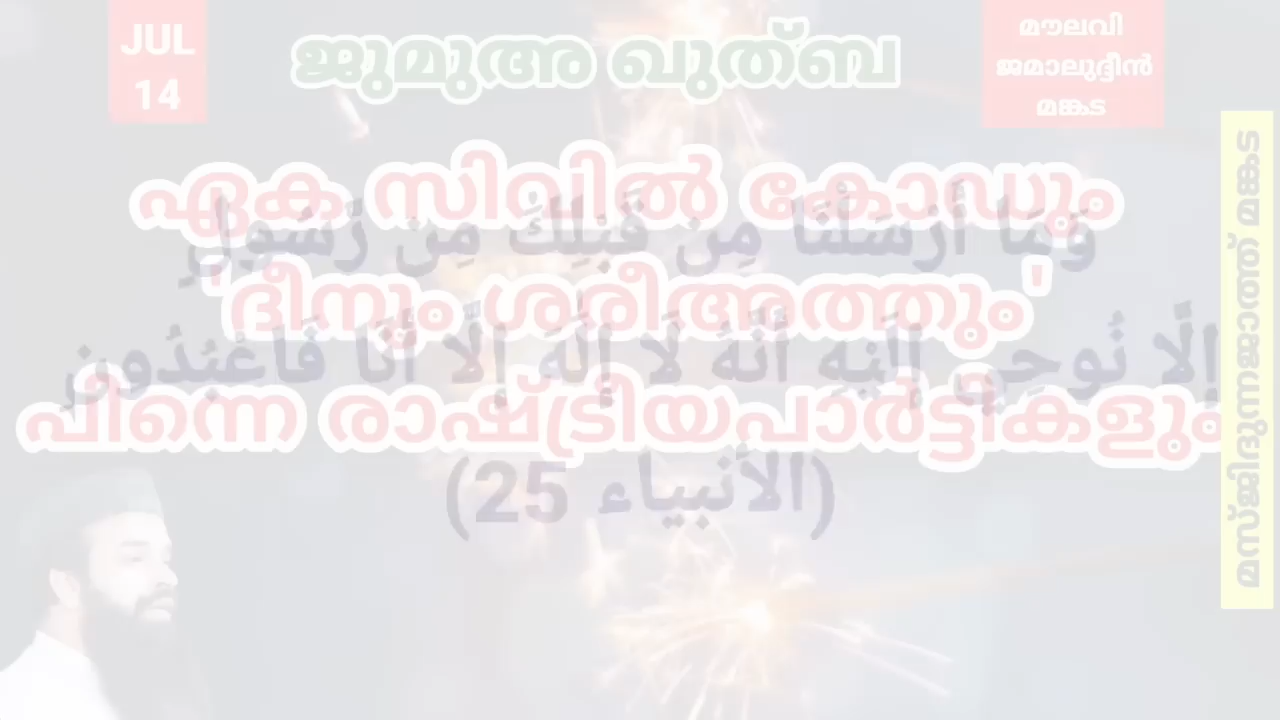 JUL
14
ജുമുഅ ഖുത്ബ
മൗലവി
ജമാലുദ്ദീൻ
മങ്കട
ഏക സിവിൽ കോഡും
وَمَا أَرْسَلْنَا مِن قَبْلِكَ مِن رَّسُولٍ
'ദീനും ശരീഅത്തും'
إِلَّا نُوحِي إِلَيْهِ أَنَّهُ لَا إِلَٰهَ إِلَّا أَنَا فَاعْبُدُونِ
പിന്നെ രാഷ്ട്രീയപാർട്ടികളും
(الأنبياء 25)
മസ്ജിദുന്നജാത്ത് മങ്കട